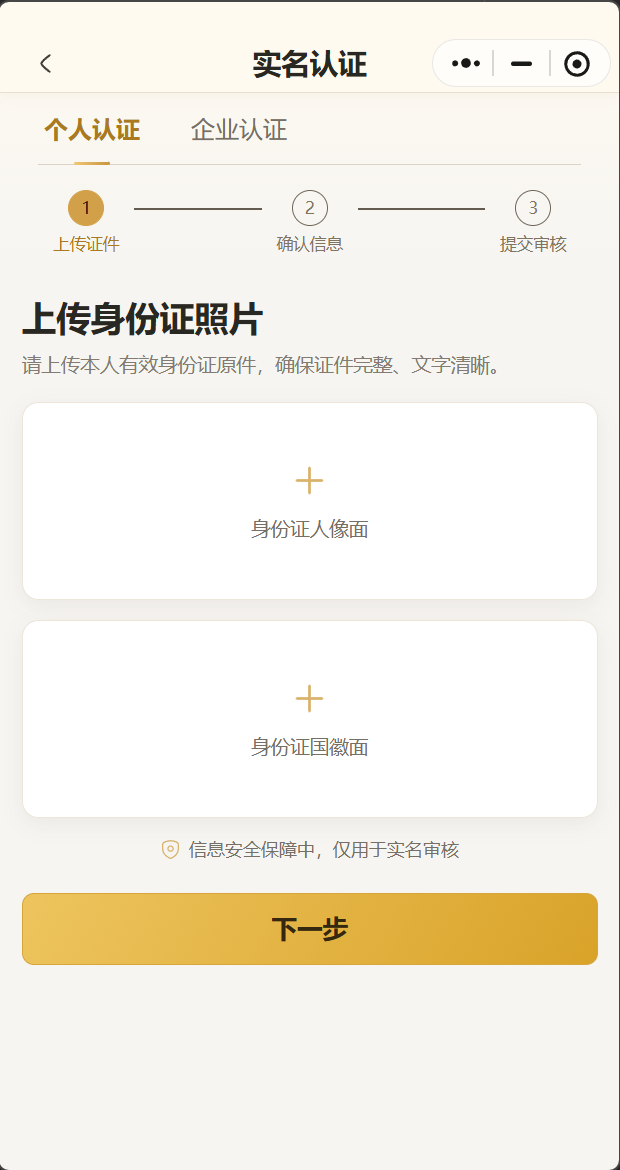 实名认证
个人认证 企业认证
1 2 3
上传证件 确认信息 提交审核
上传身份证照片
请上传本人有效身份证原件，确保证件完整、文字清晰。
身份证人像面
身份证国徽面
信息安全保障中，仅用于实名审核
下一步